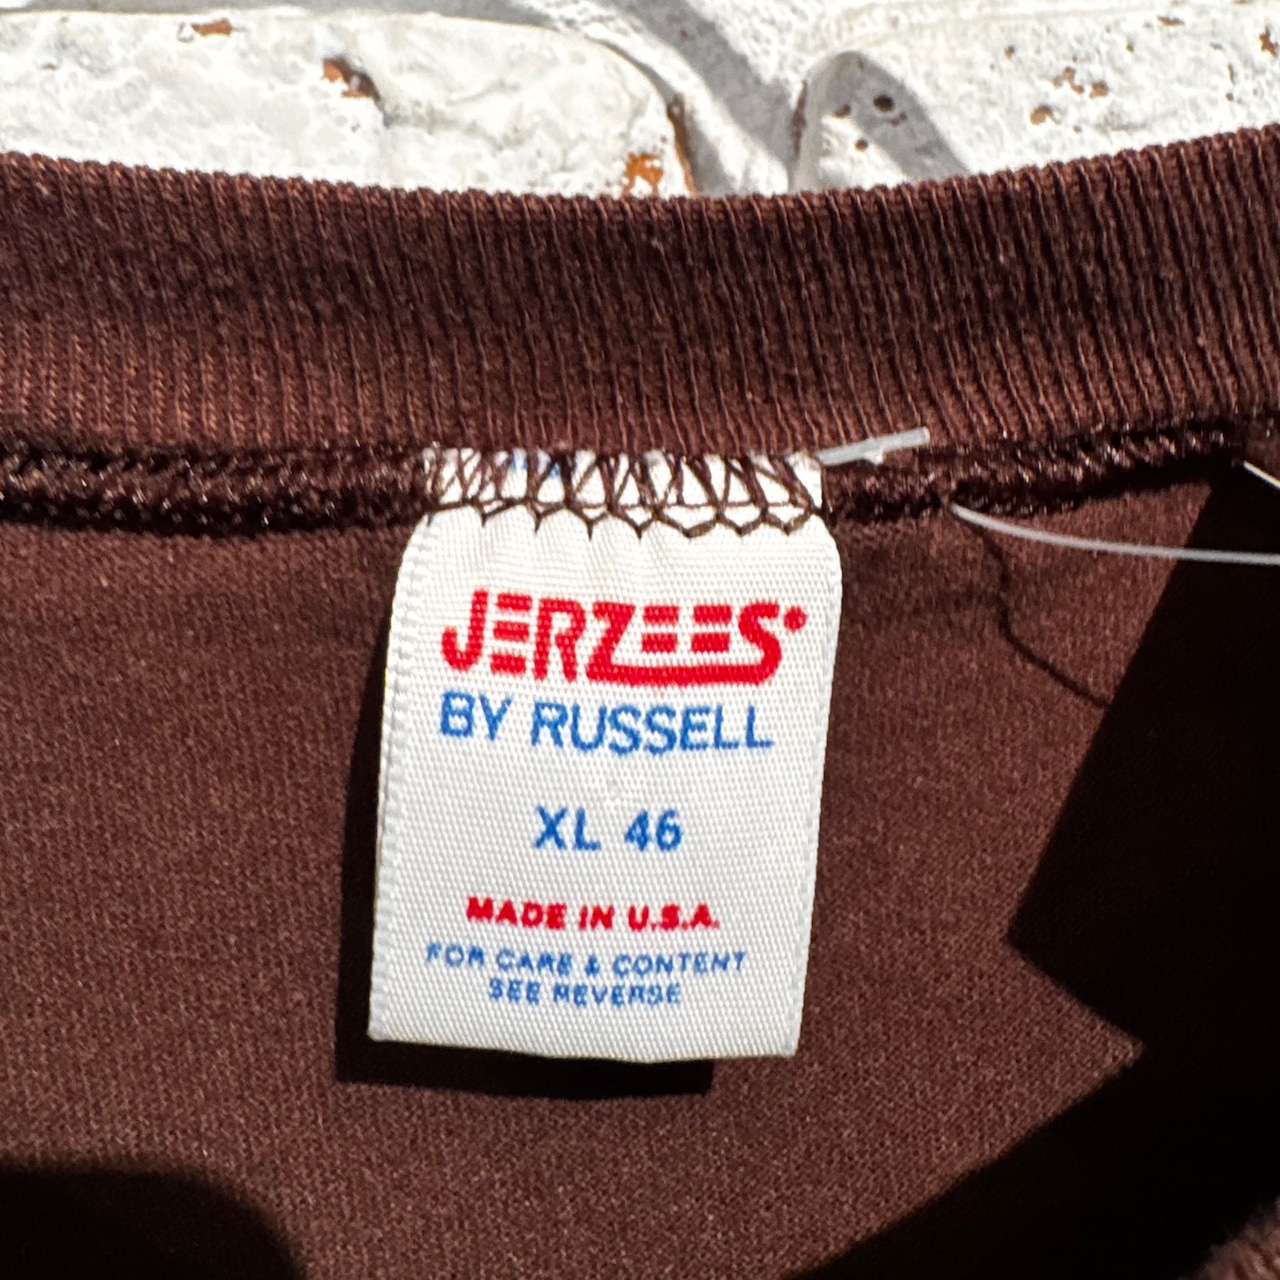 JERZEES
BY RUSSELL
XL 46
MADE IN U.S.A.
FOR CARE & CONTENT
SEE REVERSE